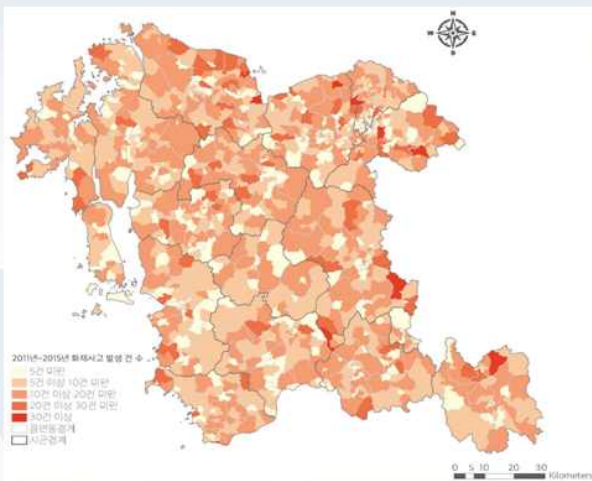 N
W E
S
2011년~2015년 화재사고 발생 건 수
5건 미만
5건 이상 10건 미만
10건 이상 20건 미만
20건 이상 30건 미만
30건 이상
읍면동경계
시군경계
0 5 10 20 30
Kilometers